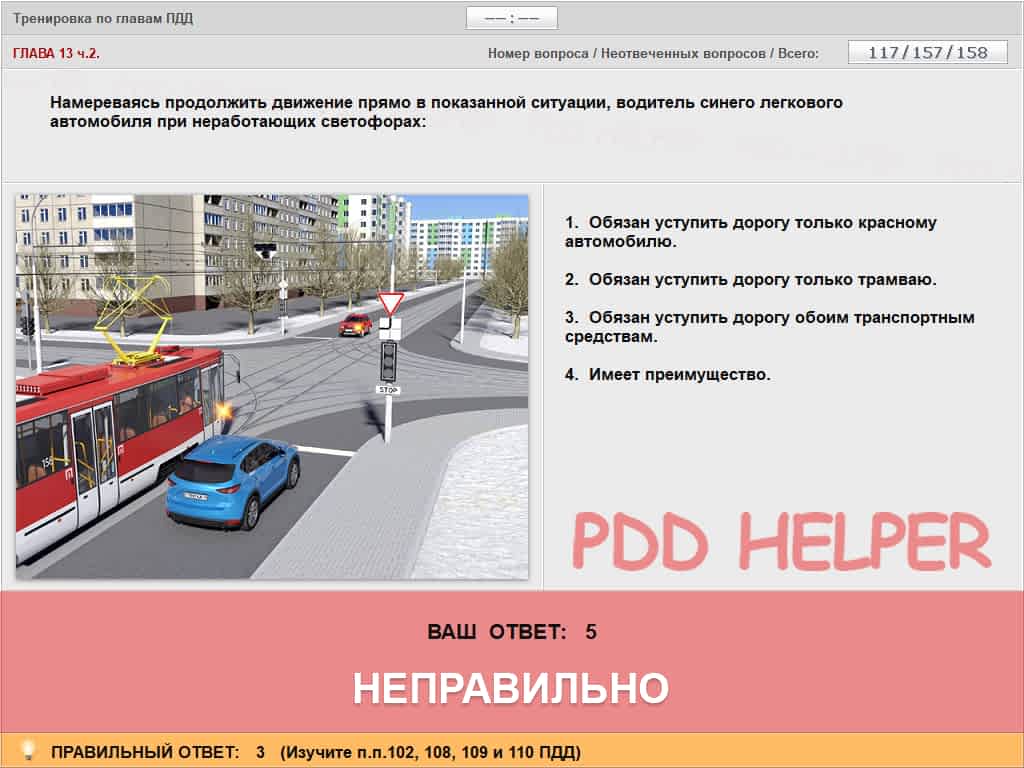 Тренировка по главам ПДД
—— : ——
ГЛАВА 13 ч.2.
Номер вопроса / Неотвеченных вопросов / Всего:
117/157/158
Намереваясь продолжить движение прямо в показанной ситуации, водитель синего легкового
автомобиля при неработающих светофорах:
STOP
1. Обязан уступить дорогу только красному
автомобилю.
2. Обязан уступить дорогу только трамваю.
3. Обязан уступить дорогу обоим транспортным
средствам.
4. Имеет преимущество.
PDD HELPER
ВАШ ОТВЕТ: 5
НЕПРАВИЛЬНО
ПРАВИЛЬНЫЙ ОТВЕТ: 3 (Изучите п.п.102, 108, 109 и 110 ПДД)